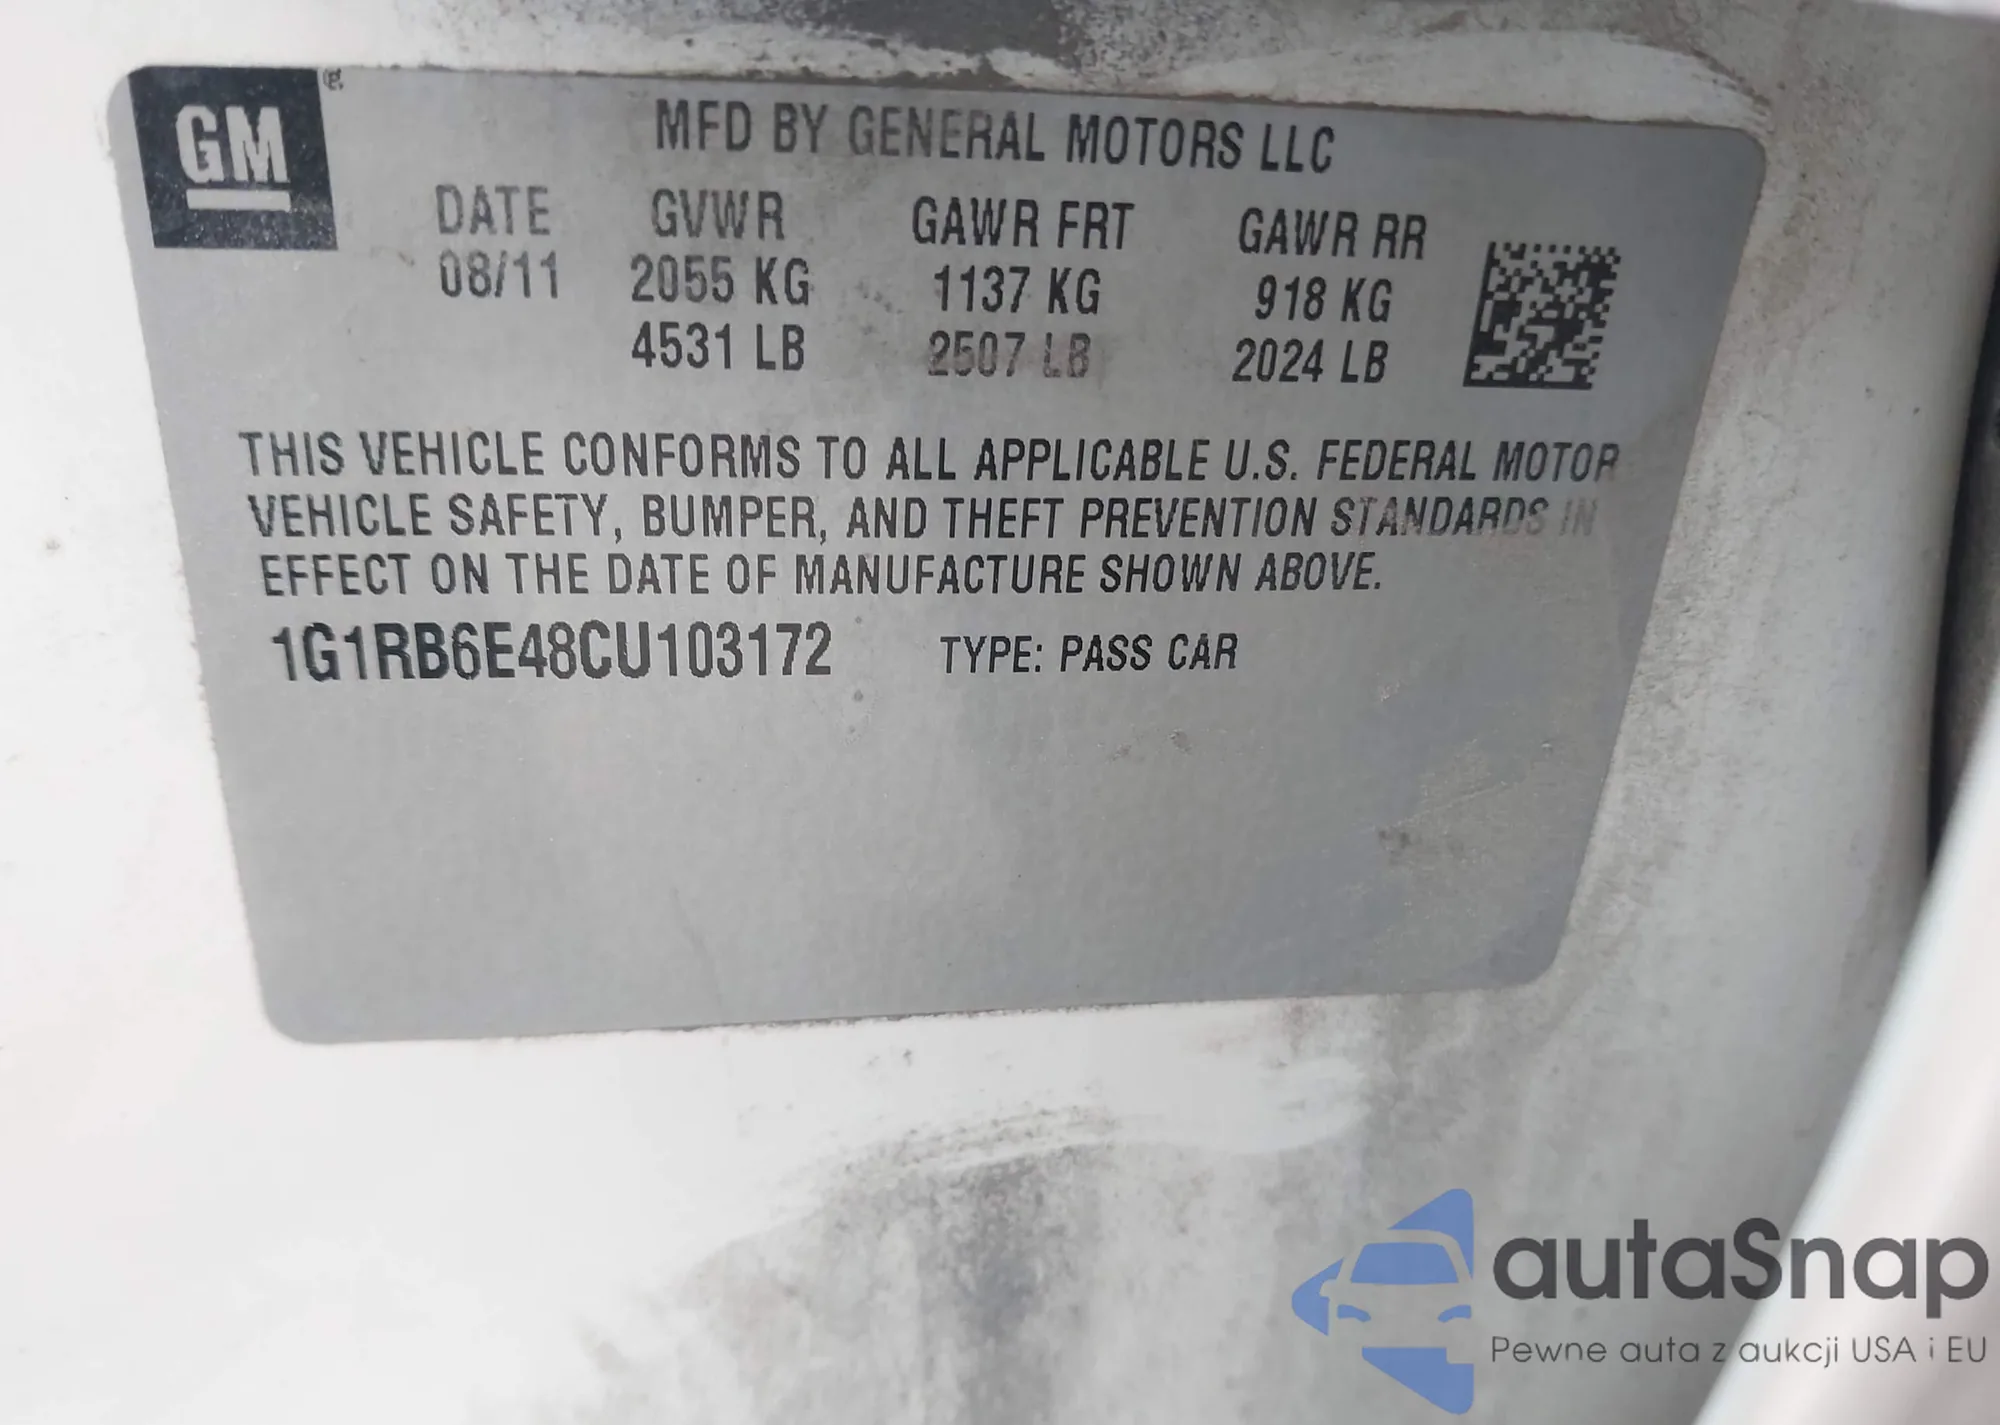 GM
MFD BY GENERAL MOTORS LLC
DATE GVWR GAWR FRT GAWR RR
08/11 2055 KG 1137 KG 918 KG
4531 LB 2507 LB 2024 LB
THIS VEHICLE CONFORMS TO ALL APPLICABLE U.S. FEDERAL MOTOR
VEHICLE SAFETY, BUMPER, AND THEFT PREVENTION STANDARDS IN
EFFECT ON THE DATE OF MANUFACTURE SHOWN ABOVE.
1G1RB6E48CU103172 TYPE: PASS CAR
autaSnap
Pewne auta z aukcji USA i EU